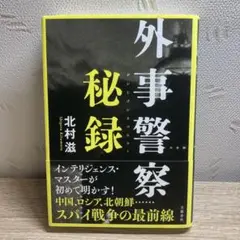 外事警察
秘録
北村滋
インテリジェンス・
マスターが
初めて明かす!
中国、ロシア、北朝鮮……
スパイ戦争の最前線